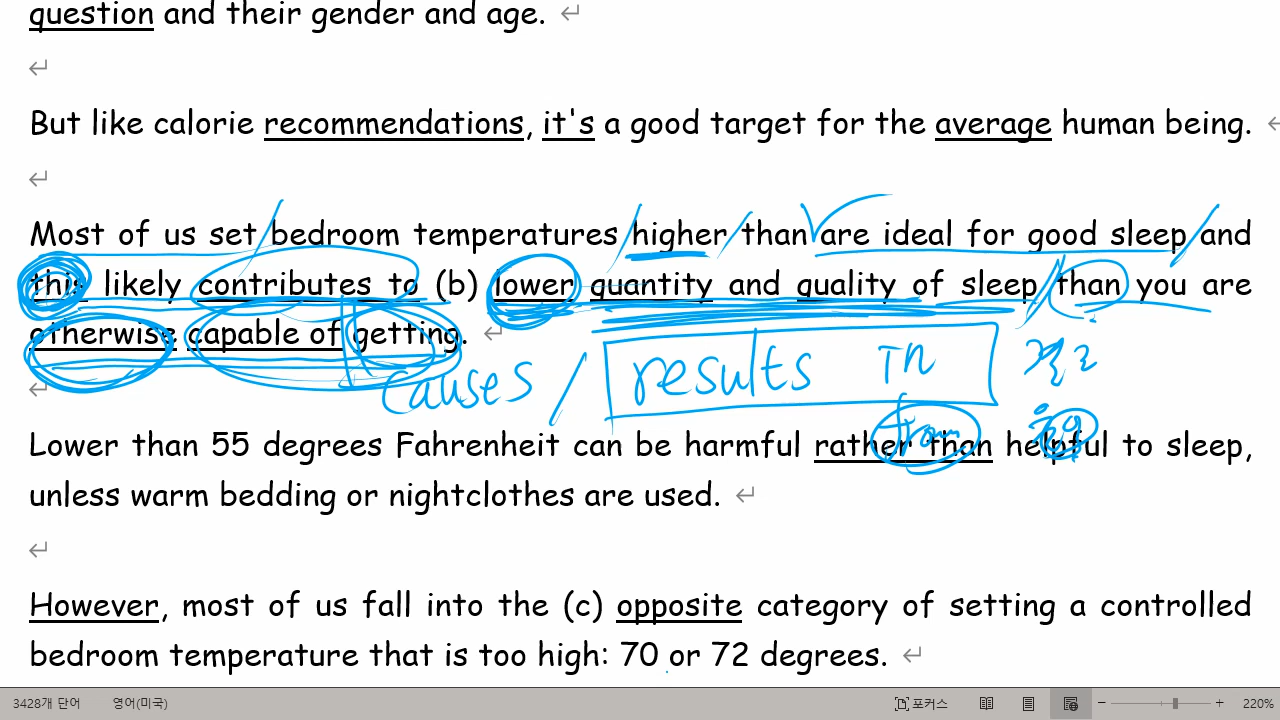 question and their gender and age.
But like calorie recommendations, it's a good target for the average human being.
Most of us set bedroom temperatures higher than are ideal for good sleep and
this likely contributes to (b) lower quantity and quality of sleep than you are
otherwise capable of getting.
causes / results in 결과
from 원인
Lower than 55 degrees Fahrenheit can be harmful rather than helpful to sleep,
unless warm bedding or nightclothes are used.
However, most of us fall into the (c) opposite category of setting a controlled
bedroom temperature that is too high: 70 or 72 degrees.
3428개 단어 영어(미국) 포커스 220%